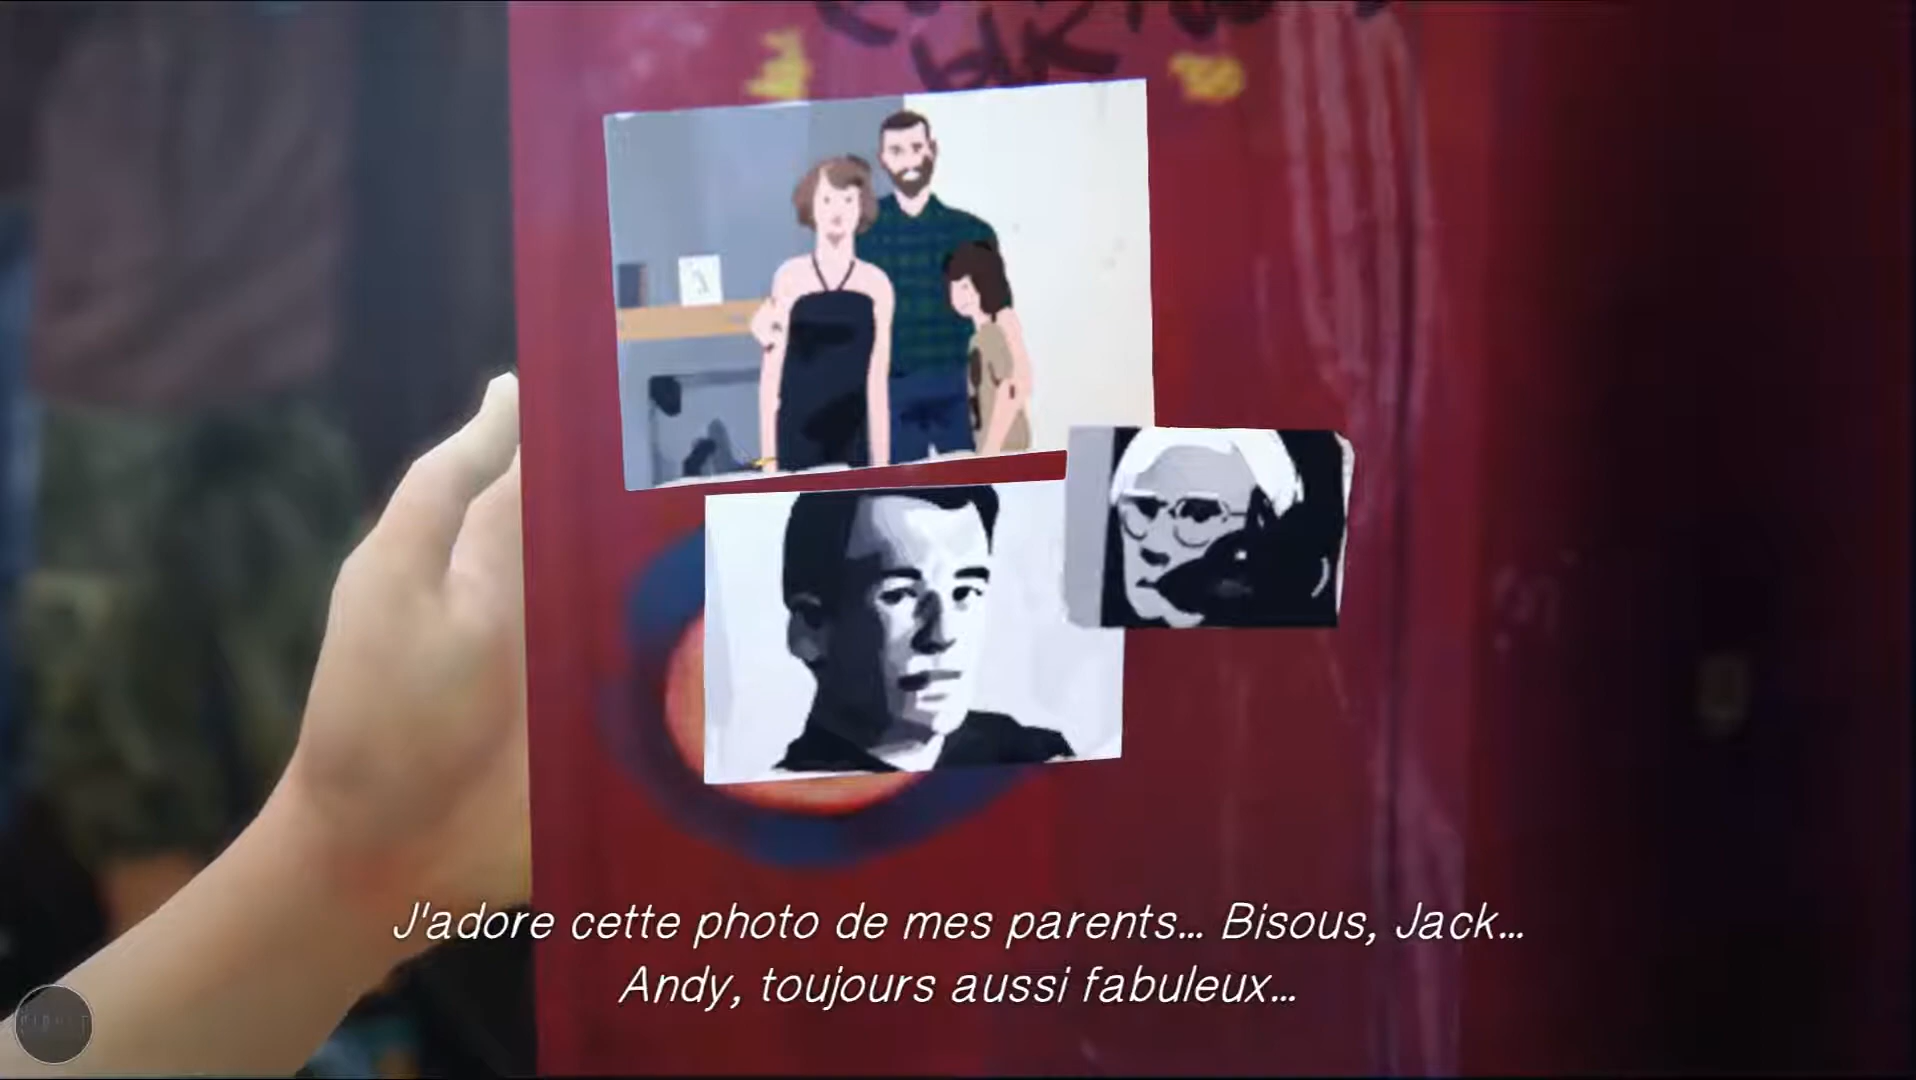 J'adore cette photo de mes parents... Bisous, Jack...
Andy, toujours aussi fabuleux...